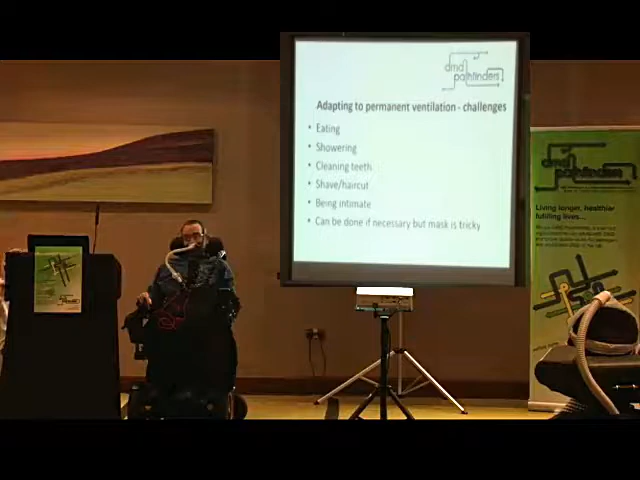 dmd
pathfinders
Adapting to permanent ventilation - challenges
• Eating
• Showering
• Cleaning teeth
• Shave/haircut
• Being intimate
• Can be done if necessary but mask is tricky
dmd
pathfinders
Living longer, healthier
fulfilling lives...